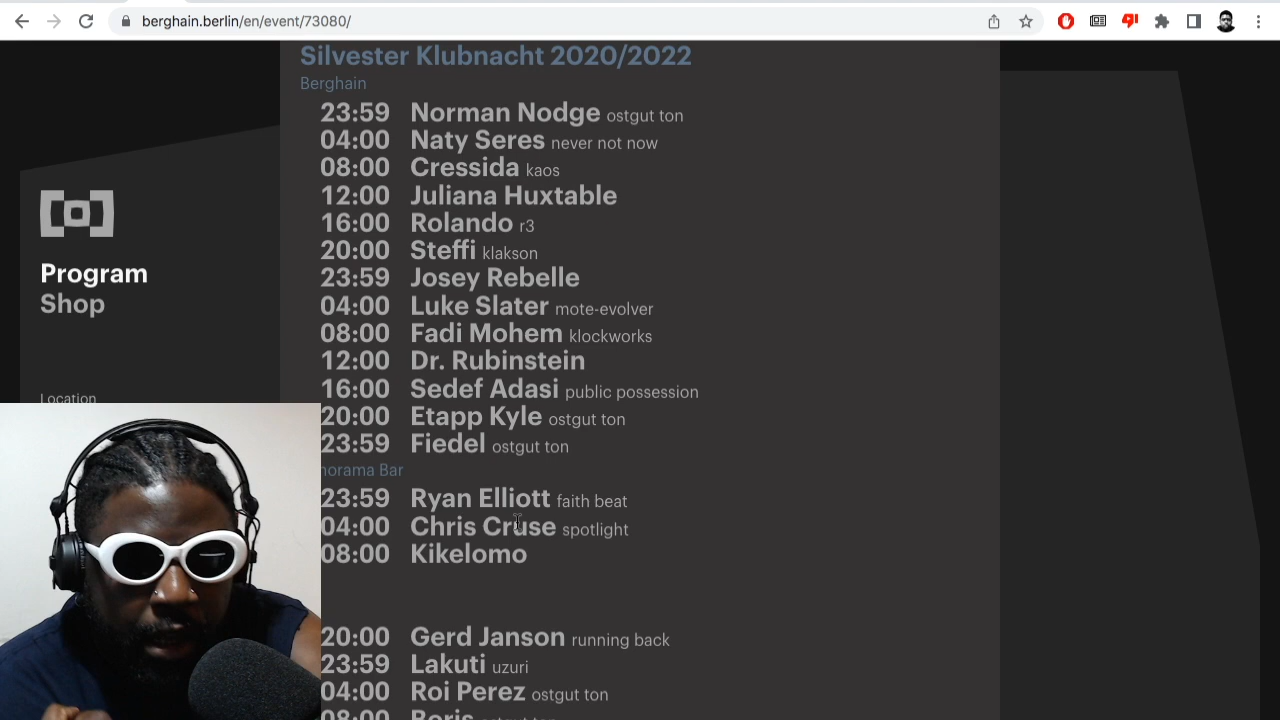 berghain.berlin/en/event/73080/
Silvester Klubnacht 2020/2022
Berghain
23:59 Norman Nodge ostgut ton
04:00 Naty Seres never not now
08:00 Cressida kaos
12:00 Juliana Huxtable
16:00 Rolando r3
20:00 Steffi klakson
23:59 Josey Rebelle
04:00 Luke Slater mote-evolver
08:00 Fadi Mohem klockworks
12:00 Dr. Rubinstein
16:00 Sedef Adasi public possession
20:00 Etapp Kyle ostgut ton
23:59 Fiedel ostgut ton
norama Bar
23:59 Ryan Elliott faith beat
04:00 Chris Cruse spotlight
08:00 Kikelomo
20:00 Gerd Janson running back
23:59 Lakuti uzuri
04:00 Roi Perez ostgut ton
08:00 Boris ostgut ton
Program
Shop
Location